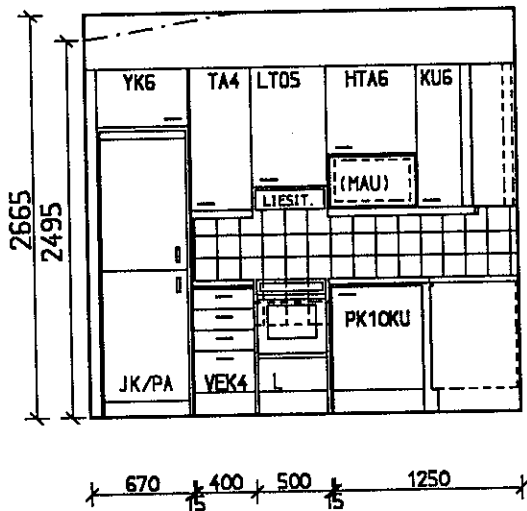 YK6 TA4 LT05 HTA6 KU6
(MAU)
LIESIT.
2665
2495
PK10KU
JK/PA VEK4 L
670 400 500 1250
15 15